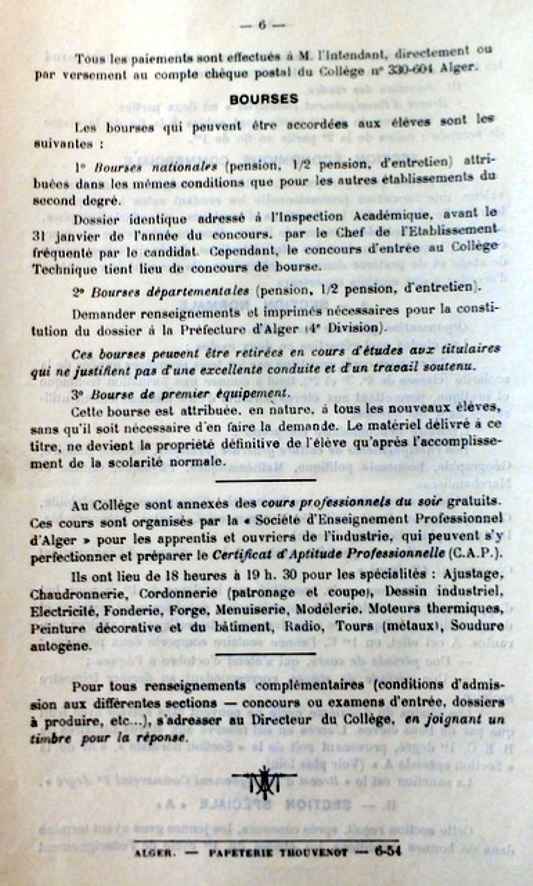 — 6 —
Tous les paiements sont effectués à M. l'Intendant, directement ou
par versement au compte chèque postal du Collège n° 330-604 Alger.
BOURSES
Les bourses qui peuvent être accordées aux élèves sont les
suivantes :
1° Bourses nationales (pension, 1/2 pension, d'entretien) attri-
buées dans les mêmes conditions que pour les autres établissements du
second degré.
Dossier identique adressé à l'Inspection Académique, avant le
31 janvier de l'année du concours, par le Chef de l'Etablissement
fréquenté par le candidat. Cependant, le concours d'entrée au Collège
Technique tient lieu de concours de bourse.
2° Bourses départementales (pension, 1/2 pension, d'entretien).
Demander renseignements et imprimés nécessaires pour la consti-
tution du dossier à la Préfecture d'Alger (4e Division).
Ces bourses peuvent être retirées en cours d'études aux titulaires
qui ne justifient pas d'une excellente conduite et d'un travail soutenu.
3° Bourse de premier équipement.
Cette bourse est attribuée, en nature, à tous les nouveaux élèves,
sans qu'il soit nécessaire d'en faire la demande. Le matériel délivré à ce
titre, ne devient la propriété définitive de l'élève qu'après l'accomplisse-
ment de la scolarité normale.
Au Collège sont annexés des cours professionnels du soir gratuits.
Ces cours sont organisés par la « Société d'Enseignement Professionnel
d'Alger » pour les apprentis et ouvriers de l'industrie, qui peuvent s'y
perfectionner et préparer le Certificat d'Aptitude Professionnelle (C.A.P.).
Ils ont lieu de 18 heures à 19 h. 30 pour les spécialités : Ajustage,
Chaudronnerie, Cordonnerie (patronage et coupe), Dessin industriel,
Electricité, Fonderie, Forge, Menuiserie, Modélerie, Moteurs thermiques,
Peinture décorative et du bâtiment, Radio, Tours (métaux), Soudure
autogène.
Pour tous renseignements complémentaires (conditions d'admis-
sion aux différentes sections — concours ou examens d'entrée, dossiers
à produire, etc...), s'adresser au Directeur du Collège, en joignant un
timbre pour la réponse.
ALGER. — PAPETERIE THOUVENOT — 6-54